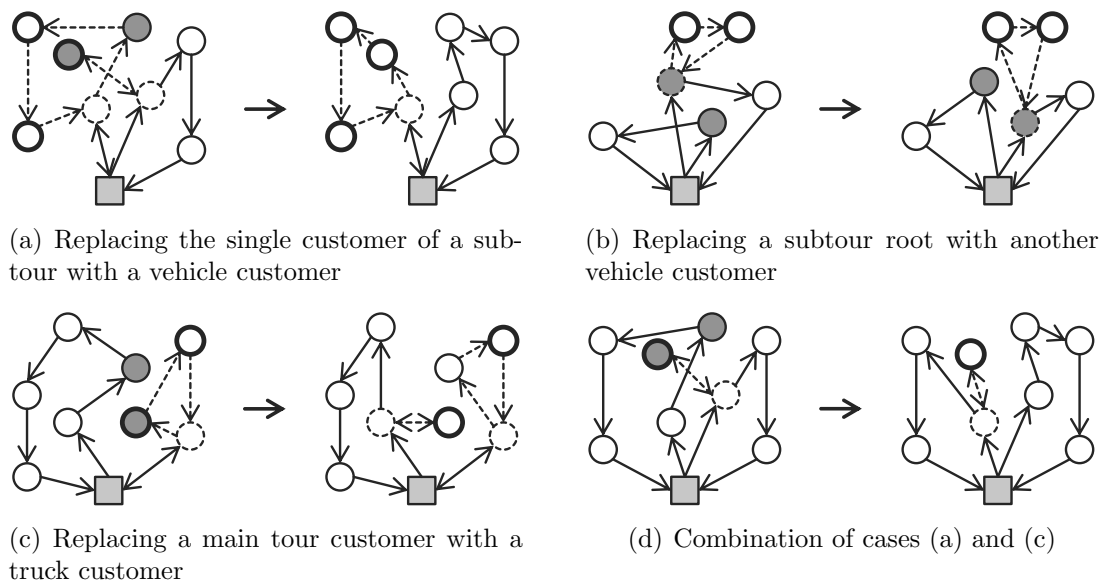 (a) Replacing the single customer of a sub-
tour with a vehicle customer
(b) Replacing a subtour root with another
vehicle customer
(c) Replacing a main tour customer with a
truck customer
(d) Combination of cases (a) and (c)